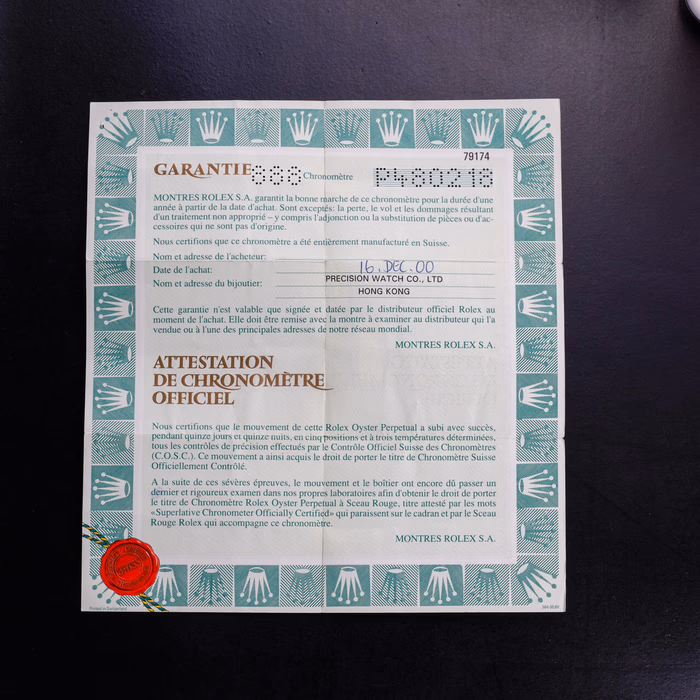 79174
GARANTIE 888 Chronomètre P480218
MONTRES ROLEX S.A. garantit la bonne marche de ce chronomètre pour la durée d'une
année à partir de la date d'achat. Sont exceptés: la perte, le vol et les dommages résultant
d'un traitement non approprié – y compris l'adjonction ou la substitution de pièces ou d'ac-
cessoires qui ne sont pas d'origine.
Nous certifions que ce chronomètre a été entièrement manufacturé en Suisse.
Nom et adresse de l'acheteur:
Date de l'achat: 16. DEC. 00
Nom et adresse du bijoutier: PRECISION WATCH CO., LTD
HONG KONG
Cette garantie n'est valable que signée et datée par le distributeur officiel Rolex au
moment de l'achat. Elle doit être remise avec la montre à examiner au distributeur qui l'a
vendue ou à l'une des principales adresses de notre réseau mondial.
MONTRES ROLEX S.A.
ATTESTATION
DE CHRONOMÈTRE
OFFICIEL
Nous certifions que le mouvement de cette Rolex Oyster Perpetual a subi avec succès,
pendant quinze jours et quinze nuits, en cinq positions et à trois températures déterminées,
tous les contrôles de précision effectués par le Contrôle Officiel Suisse des Chronomètres
(C.O.S.C.). Ce mouvement a ainsi acquis le droit de porter le titre de Chronomètre Suisse
Officiellement Contrôlé.
A la suite de ces sévères épreuves, le mouvement et le boîtier ont encore dû passer un
dernier et rigoureux examen dans nos propres laboratoires afin d'obtenir le droit de porter
le titre de Chronomètre Rolex Oyster Perpetual à Sceau Rouge, titre attesté par les mots
«Superlative Chronometer Officially Certified» qui paraissent sur le cadran et par le Sceau
Rouge Rolex qui accompagne ce chronomètre.
MONTRES ROLEX S.A.
Printed in Switzerland